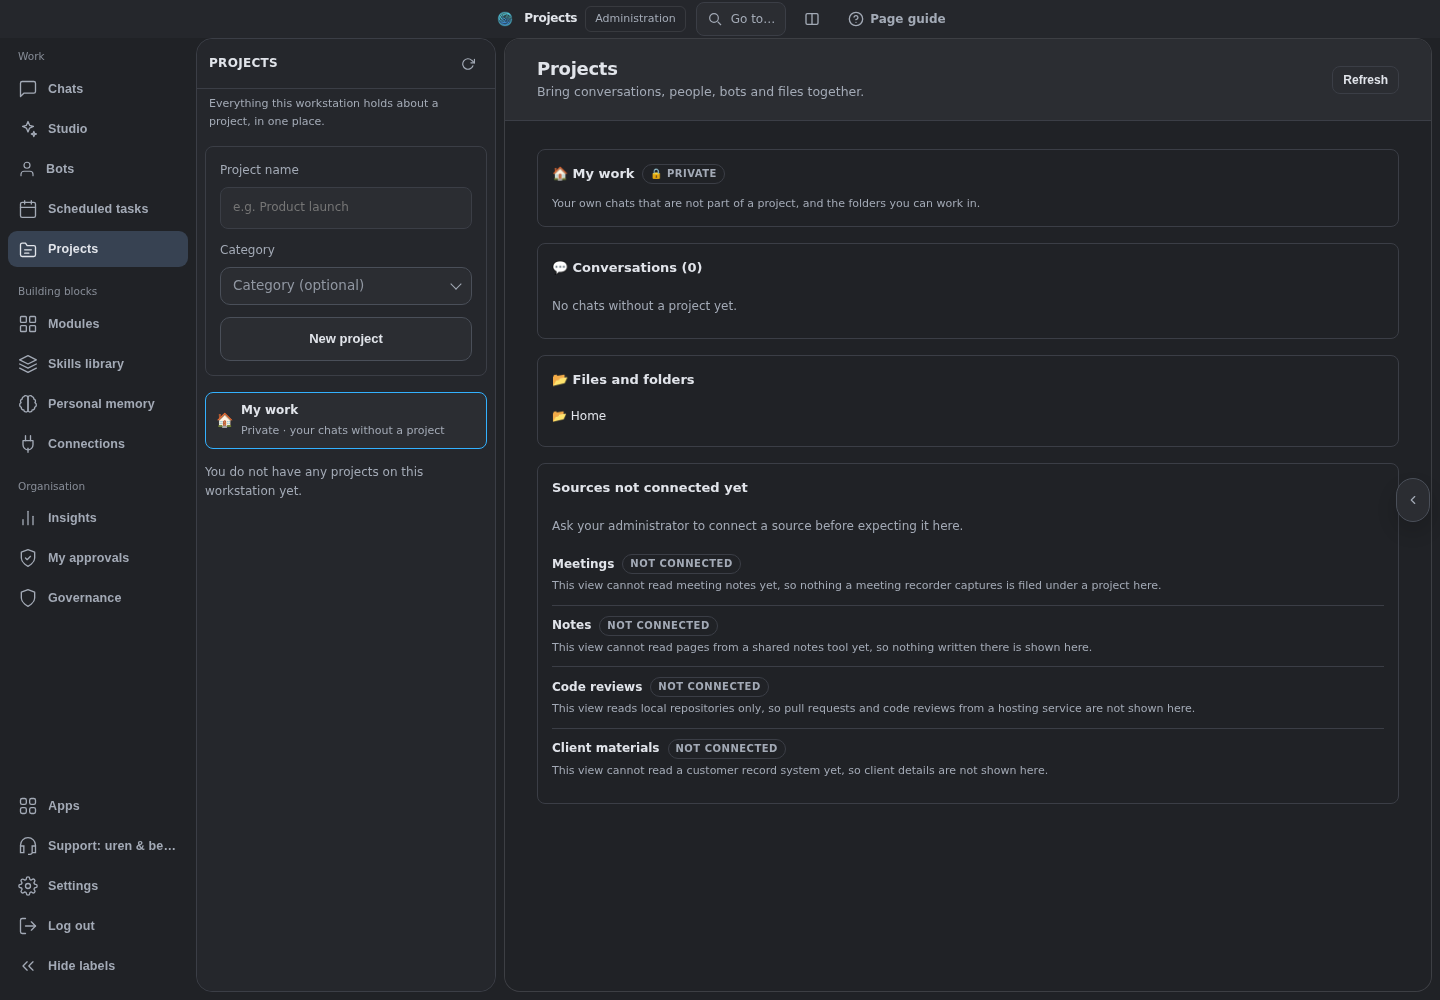 Projects
Administration
Go to...
Page guide
Work
Chats
Studio
Bots
Scheduled tasks
Projects
Building blocks
Modules
Skills library
Personal memory
Connections
Organisation
Insights
My approvals
Governance
Apps
Support: uren & be...
Settings
Log out
Hide labels
PROJECTS
Everything this workstation holds about a
project, in one place.
Project name
e.g. Product launch
Category
Category (optional)
New project
My work
Private · your chats without a project
You do not have any projects on this
workstation yet.
Projects
Bring conversations, people, bots and files together.
Refresh
My work
PRIVATE
Your own chats that are not part of a project, and the folders you can work in.
Conversations (0)
No chats without a project yet.
Files and folders
Home
Sources not connected yet
Ask your administrator to connect a source before expecting it here.
Meetings NOT CONNECTED
This view cannot read meeting notes yet, so nothing a meeting recorder captures is filed under a project here.
Notes NOT CONNECTED
This view cannot read pages from a shared notes tool yet, so nothing written there is shown here.
Code reviews NOT CONNECTED
This view reads local repositories only, so pull requests and code reviews from a hosting service are not shown here.
Client materials NOT CONNECTED
This view cannot read a customer record system yet, so client details are not shown here.